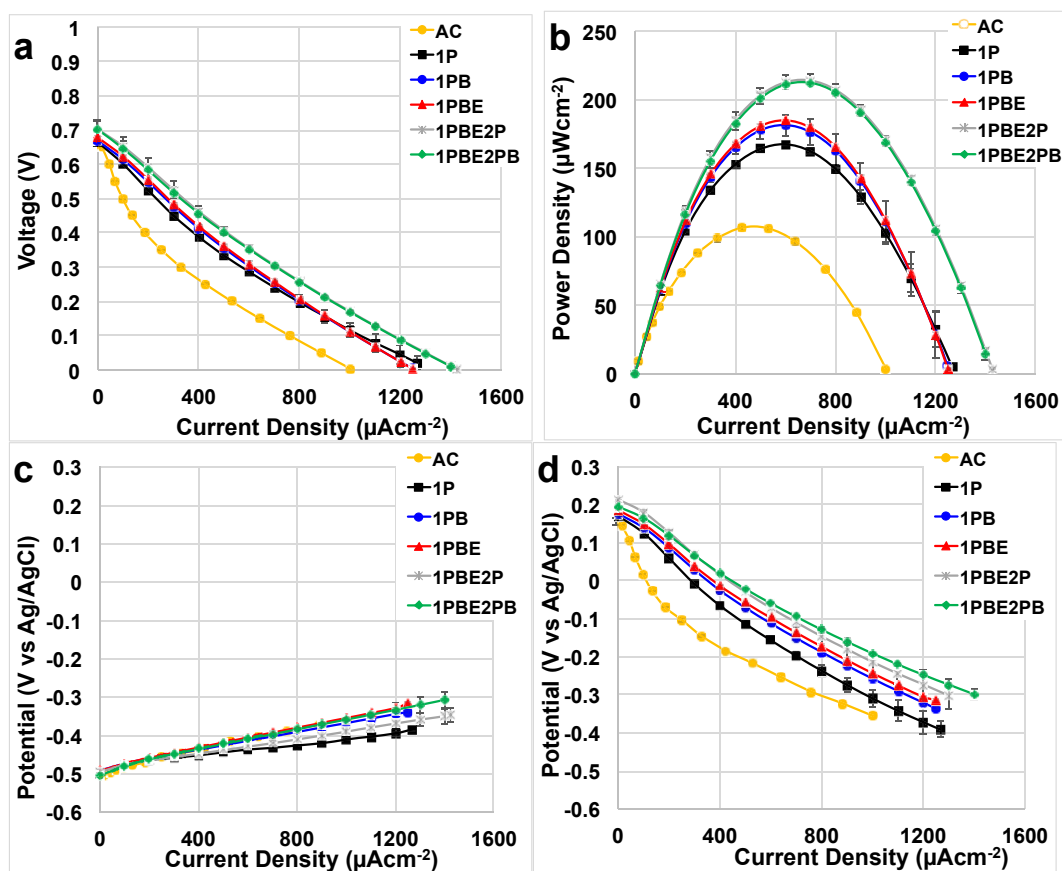 a
AC
1P
1PB
1PBE
1PBE2P
1PBE2PB
1
0.9
0.8
0.7
0.6
0.5
0.4
0.3
0.2
0.1
0
Voltage (V)
0 400 800 1200 1600
Current Density (µAcm-2)
b
AC
1P
1PB
1PBE
1PBE2P
1PBE2PB
250
200
150
100
50
0
Power Density (µWcm-2)
0 400 800 1200 1600
Current Density (µAcm-2)
c
AC
1P
1PB
1PBE
1PBE2P
1PBE2PB
0.3
0.2
0.1
0
-0.1
-0.2
-0.3
-0.4
-0.5
-0.6
Potential (V vs Ag/AgCl)
0 400 800 1200 1600
Current Density (µAcm-2)
d
AC
1P
1PB
1PBE
1PBE2P
1PBE2PB
0.3
0.2
0.1
0
-0.1
-0.2
-0.3
-0.4
-0.5
-0.6
Potential (V vs Ag/AgCl)
0 400 800 1200 1600
Current Density (µAcm-2)